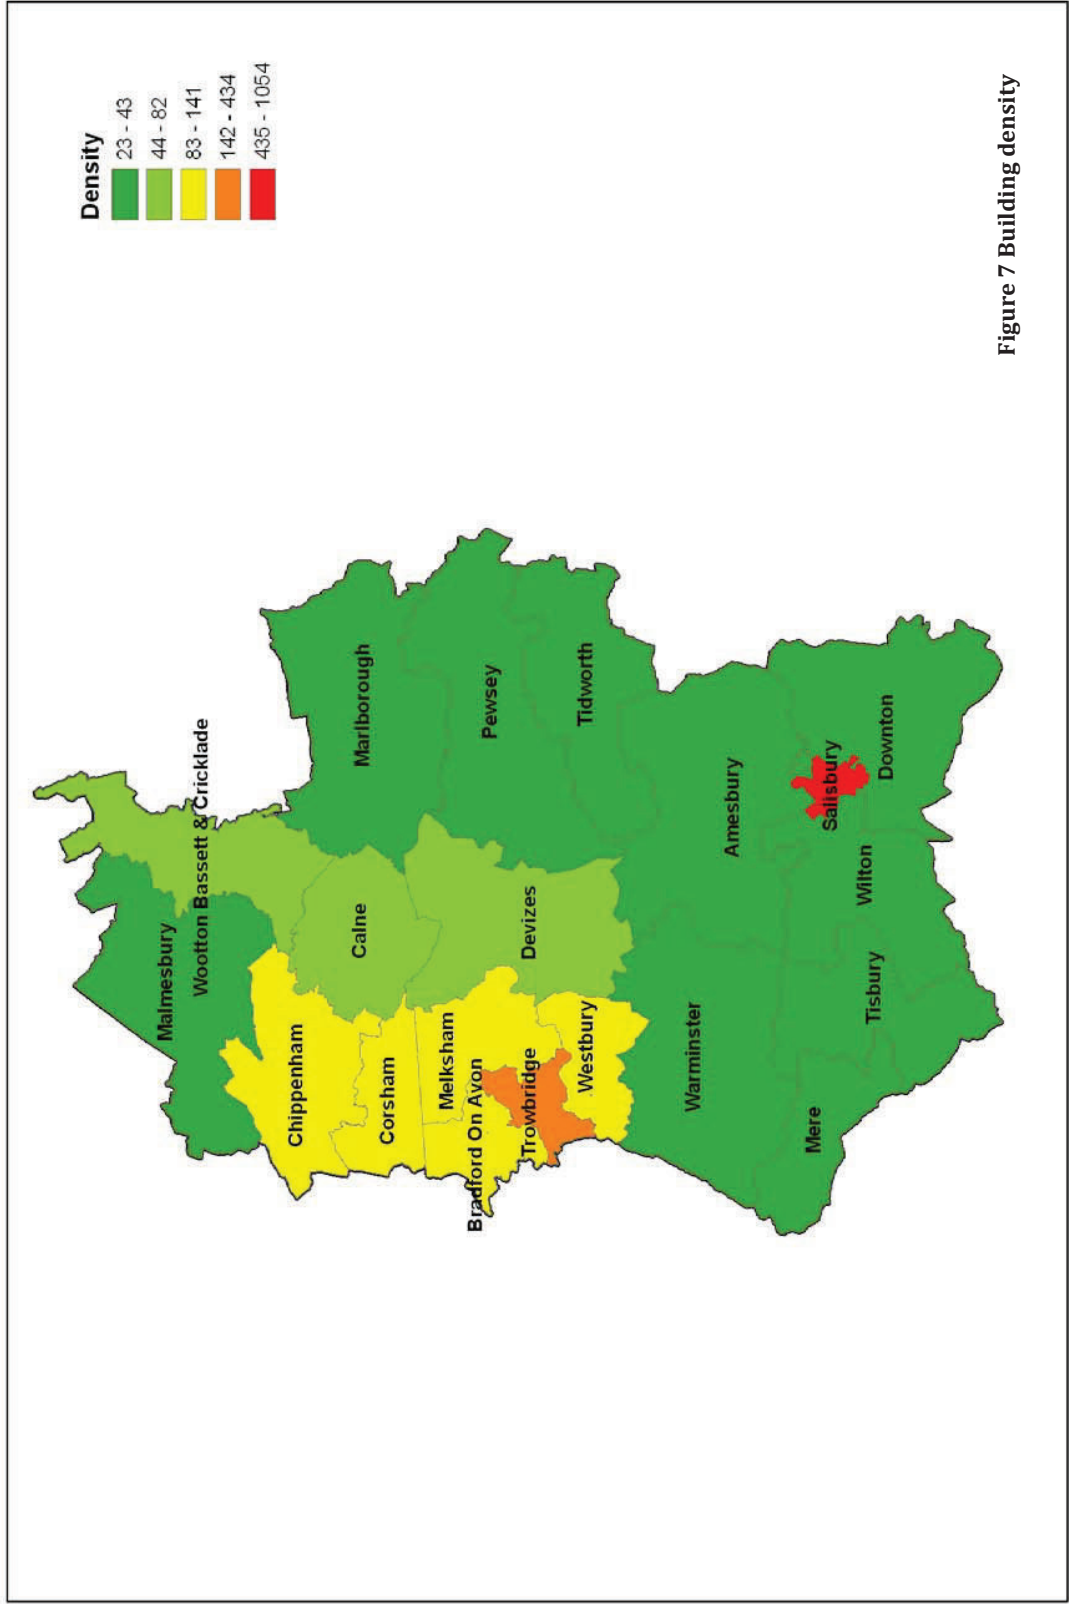 Density
23 - 43
44 - 82
83 - 141
142 - 434
435 - 1054
Malmesbury
Wootton Bassett & Cricklade
Chippenham
Calne
Marlborough
Corsham
Melksham
Bradford On Avon
Pewsey
Devizes
Trowbridge
Tidworth
Westbury
Warminster
Amesbury
Mere
Salisbury
Wilton
Tisbury
Downton
Figure 7 Building density